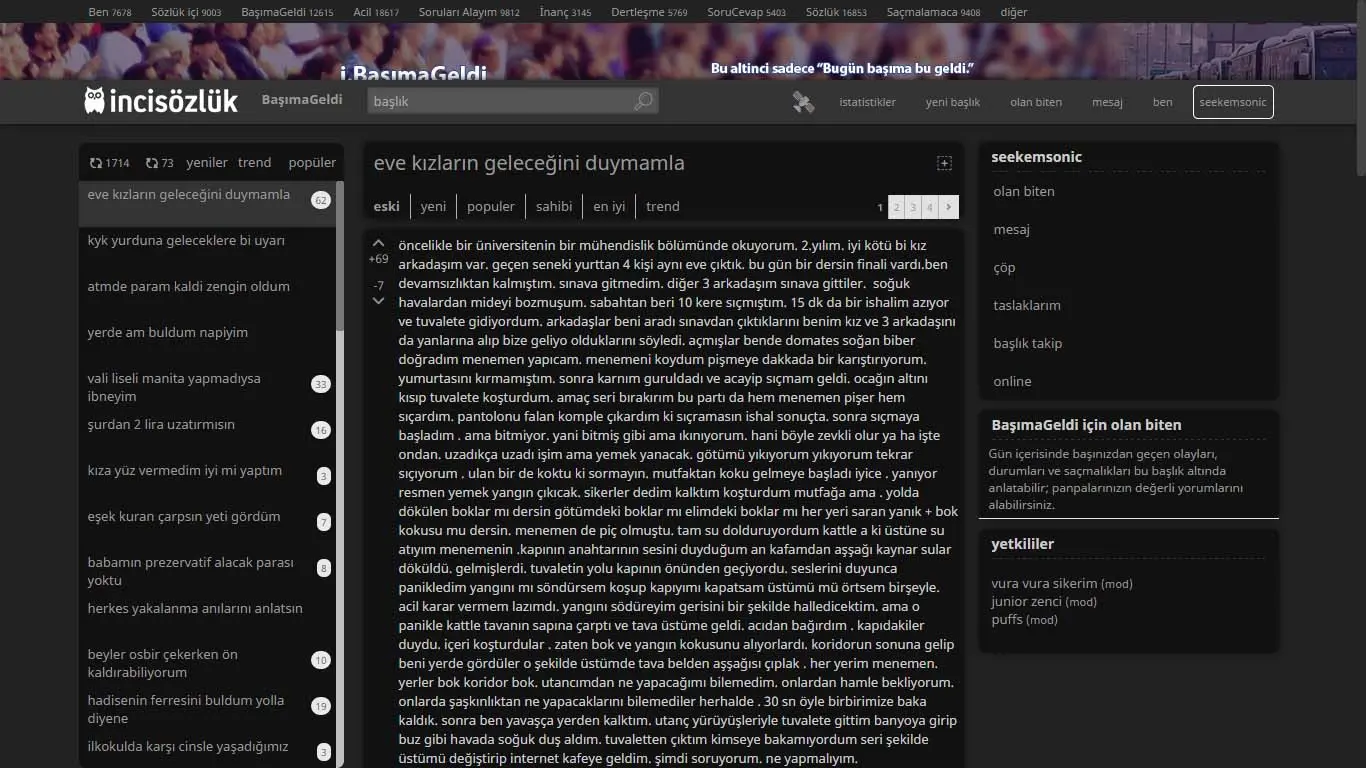 Ben 7678 Sözlük içi 9003 BaşımaGeldi 12615 Acil 18617 Soruları Alayım 9812 İnanç 3145 Dertleşme 5769 SoruCevap 5403 Sözlük 16853 Saçmalamaca 9408 diğer
i.BaşımaGeldi
Bu altinci sadece “Bugün başıma bu geldi.”
incisözlük BaşımaGeldi başlık istatistikler yeni başlık olan biten mesaj ben seekemsonic
1714 73 yeniler trend popüler
eve kızların geleceğini duymamla 62
kyk yurduna geleceklere bi uyarı
atmde param kaldi zengin oldum
yerde am buldum napiyim
vali liseli manita yapmadıysa
ibneyim 33
şurdan 2 lira uzatırmısın 16
kıza yüz vermedim iyi mi yaptım 3
eşek kuran çarpsın yeti gördüm 7
babamın prezervatif alacak parası
yoktu 8
herkes yakalanma anılarını anlatsın
beyler osbir çekerken ön
kaldırabiliyorum 10
hadisenin ferresini buldum yolla
diyene 19
ilkokulda karşı cinsle yaşadığımız 3
eve kızların geleceğini duymamla
eski yeni populer sahibi en iyi trend 1 2 3 4 >
+69
-7
öncelikle bir üniversitenin bir mühendislik bölümünde okuyorum. 2.yılım. iyi kötü bi kız
arkadaşım var. geçen seneki yurttan 4 kişi aynı eve çıktık. bu gün bir dersin finali vardı.ben
devamsızlıktan kalmıştım. sınava gitmedim. diğer 3 arkadaşım sınava gittiler. soğuk
havalardan mideyi bozmuşum. sabahtan beri 10 kere sıçmıştım. 15 dk da bir ishalim azıyor
ve tuvalete gidiyordum. arkadaşlar beni aradı sınavdan çıktıklarını benim kız ve 3 arkadaşını
da yanlarına alıp bize geliyo olduklarını söyledi. açmışlar bende domates soğan biber
doğradım menemen yapıcam. menemeni koydum pişmeye dakkada bir karıştırıyorum.
yumurtasını kırmamıştım. sonra karnım guruldadı ve acayip sıçmam geldi. ocağın altını
kısıp tuvalete koşturdum. amaç seri bırakırım bu partı da hem menemen pişer hem
sıçardım. pantolonu falan komple çıkardım ki sıçramasın ishal sonuçta. sonra sıçmaya
başladım . ama bitmiyor. yani bitmiş gibi ama ıkınıyorum. hani böyle zevkli olur ya ha işte
ondan. uzadıkça uzadı işim ama yemek yanacak. götümü yıkıyorum yıkıyorum tekrar
sıçıyorum . ulan bir de koktu ki sormayın. mutfaktan koku gelmeye başladı iyice . yanıyor
resmen yemek yangın çıkıcak. sikerler dedim kalktım koşturdum mutfağa ama . yolda
dökülen boklar mı dersin götümdeki boklar mı elimdeki boklar mı her yeri saran yanık + bok
kokusu mu dersin. menemen de piç olmuştu. tam su dolduruyordum kattle a ki üstüne su
atıyım menemenin .kapının anahtarının sesini duyduğum an kafamdan aşşağı kaynar sular
döküldü. gelmişlerdi. tuvaletin yolu kapının önünden geçiyordu. seslerini duyunca
panikledim yangını mı söndürsem koşup kapıyımı kapatsam üstümü mü örtsem birşeyle.
acil karar vermem lazımdı. yangını södüreyim gerisini bir şekilde halledicektim. ama o
panikle kattle tavanın sapına çarptı ve tava üstüme geldi. acıdan bağırdım . kapıdakiler
duydu. içeri koşturdular . zaten bok ve yangın kokusunu alıyorlardı. koridorun sonuna gelip
beni yerde gördüler o şekilde üstümde tava belden aşşağısı çıplak . her yerim menemen.
yerler bok koridor bok. utancımdan ne yapacağımı bilemedim. onlardan hamle bekliyorum.
onlarda şaşkınlıktan ne yapacaklarını bilemediler herhalde . 30 sn öyle birbirimize baka
kaldık. sonra ben yavaşça yerden kalktım. utanç yürüyüşleriyle tuvalete gittim banyoya girip
buz gibi havada soğuk duş aldım. tuvaletten çıktım kimseye bakamıyordum seri şekilde
üstümü değiştirip internet kafeye geldim. şimdi soruyorum. ne yapmalıyım.
seekemsonic
olan biten
mesaj
çöp
taslaklarım
başlık takip
online
BaşımaGeldi için olan biten
Gün içerisinde başınızdan geçen olayları,
durumları ve saçmalıkları bu başlık altında
anlatabilir; panpalarınızın değerli yorumlarını
alabilirsiniz.
yetkililer
vura vura sikerim (mod)
junior zenci (mod)
puffs (mod)